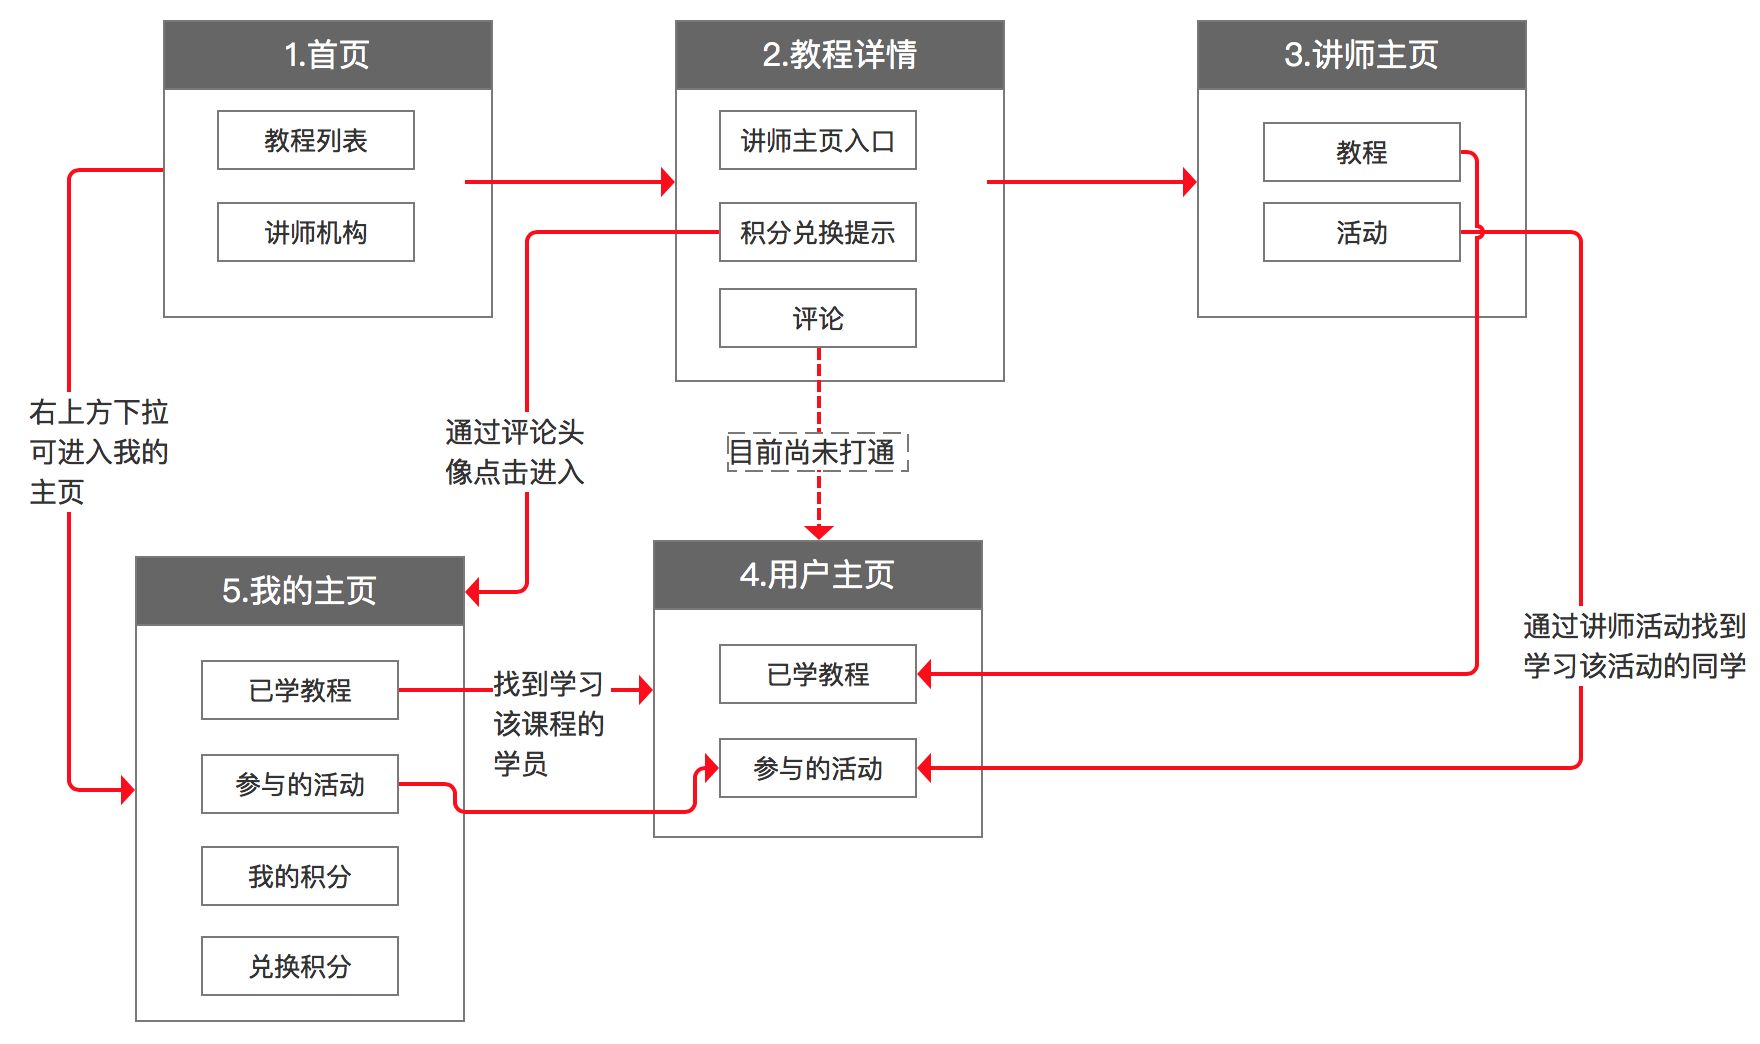 1.首页
教程列表
讲师机构
2.教程详情
讲师主页入口
积分兑换提示
评论
3.讲师主页
教程
活动
右上方下拉
可进入我的
主页
通过评论头
像点击进入
目前尚未打通
5.我的主页
已学教程
参与的活动
我的积分
兑换积分
找到学习
该课程的
学员
4.用户主页
已学教程
参与的活动
通过讲师活动找到
学习该活动的同学